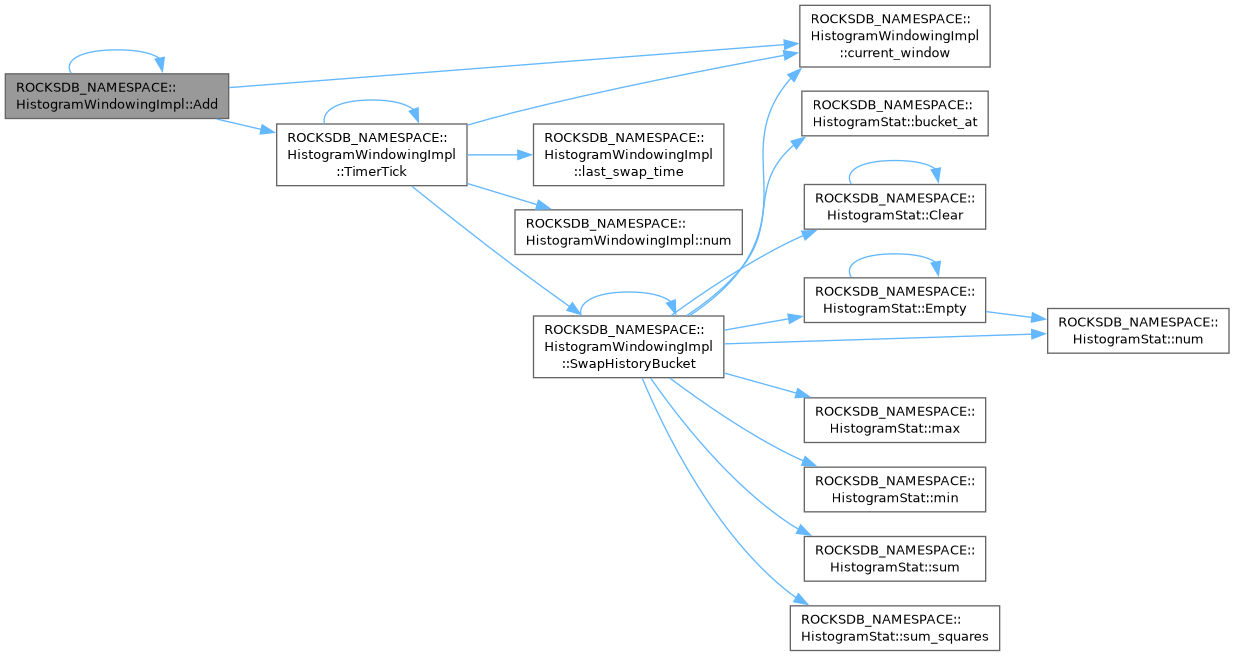 ROCKSDB_NAMESPACE::
HistogramWindowingImpl::Add
ROCKSDB_NAMESPACE::
HistogramWindowingImpl
::TimerTick
ROCKSDB_NAMESPACE::
HistogramWindowingImpl
::current_window
ROCKSDB_NAMESPACE::
HistogramWindowingImpl
::last_swap_time
ROCKSDB_NAMESPACE::
HistogramWindowingImpl::num
ROCKSDB_NAMESPACE::
HistogramWindowingImpl
::SwapHistoryBucket
ROCKSDB_NAMESPACE::
HistogramStat::bucket_at
ROCKSDB_NAMESPACE::
HistogramStat::Clear
ROCKSDB_NAMESPACE::
HistogramStat::Empty
ROCKSDB_NAMESPACE::
HistogramStat::num
ROCKSDB_NAMESPACE::
HistogramStat::max
ROCKSDB_NAMESPACE::
HistogramStat::min
ROCKSDB_NAMESPACE::
HistogramStat::sum
ROCKSDB_NAMESPACE::
HistogramStat::sum_squares